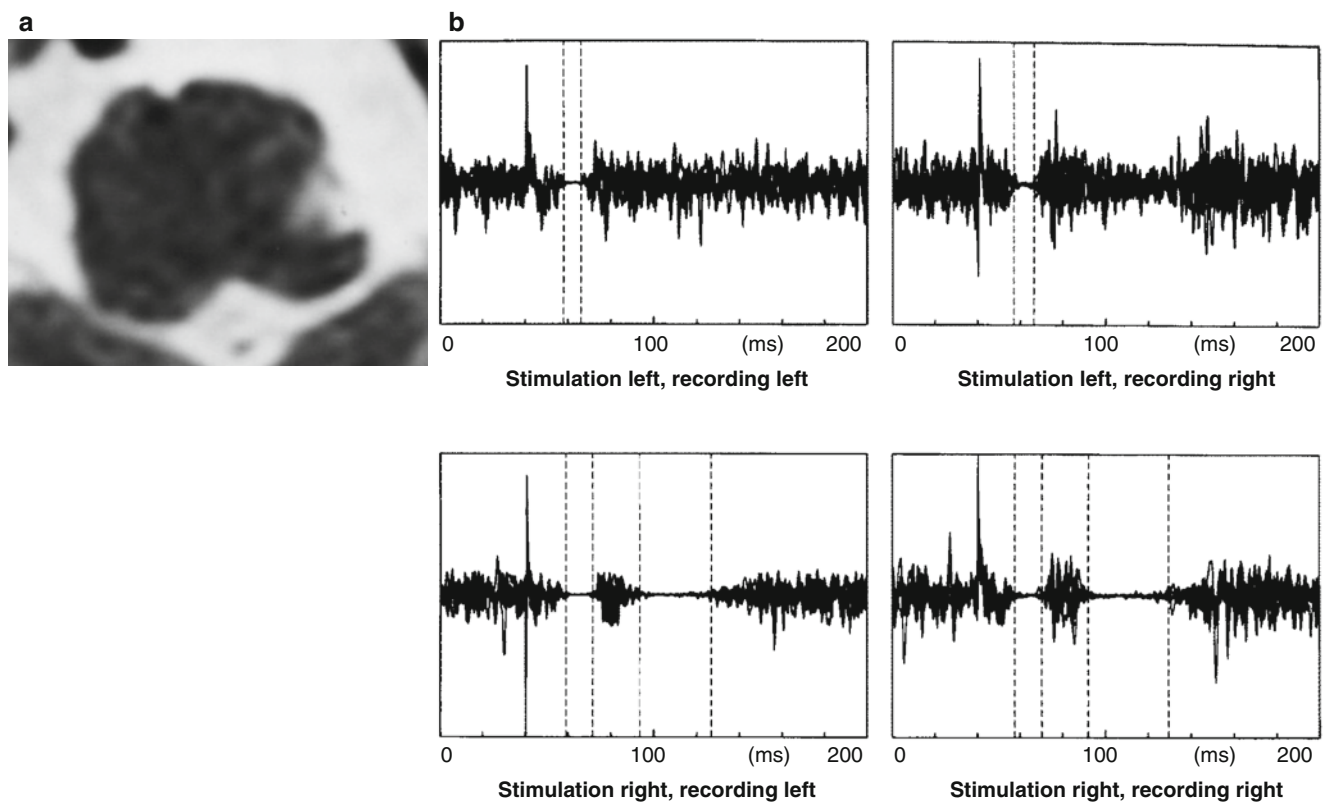 a
b
0 100 (ms) 200
Stimulation left, recording left
0 100 (ms) 200
Stimulation left, recording right
0 100 (ms) 200
Stimulation right, recording left
0 100 (ms) 200
Stimulation right, recording right